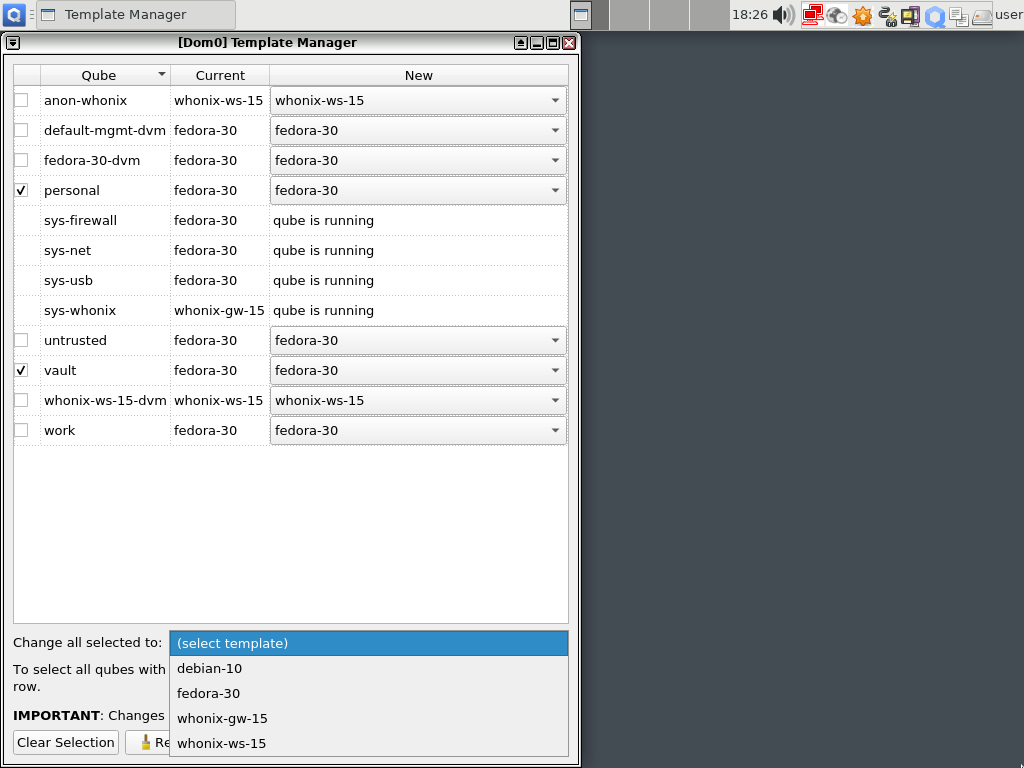 Template Manager
18:26
user
[Dom0] Template Manager
Qube Current New
anon-whonix whonix-ws-15 whonix-ws-15
default-mgmt-dvm fedora-30 fedora-30
fedora-30-dvm fedora-30 fedora-30
personal fedora-30 fedora-30
sys-firewall fedora-30 qube is running
sys-net fedora-30 qube is running
sys-usb fedora-30 qube is running
sys-whonix whonix-gw-15 qube is running
untrusted fedora-30 fedora-30
vault fedora-30 fedora-30
whonix-ws-15-dvm whonix-ws-15 whonix-ws-15
work fedora-30 fedora-30
Change all selected to: (select template)
debian-10
fedora-30
whonix-gw-15
whonix-ws-15
To select all qubes with
row.
IMPORTANT: Changes
Clear Selection